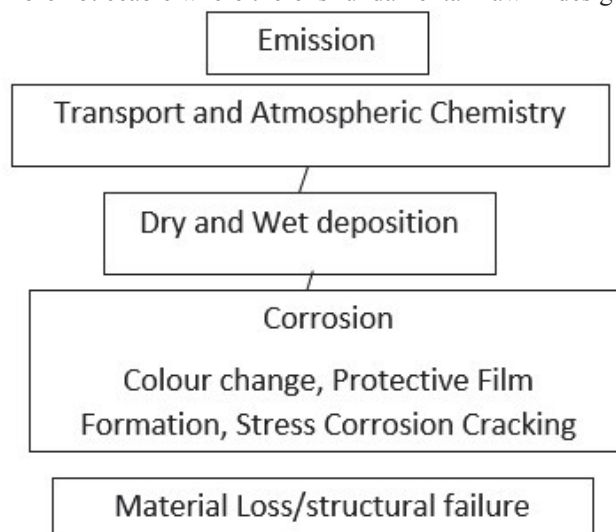 Emission
Transport and Atmospheric Chemistry
Dry and Wet deposition
Corrosion
Colour change, Protective Film
Formation, Stress Corrosion Cracking
Material Loss/structural failure